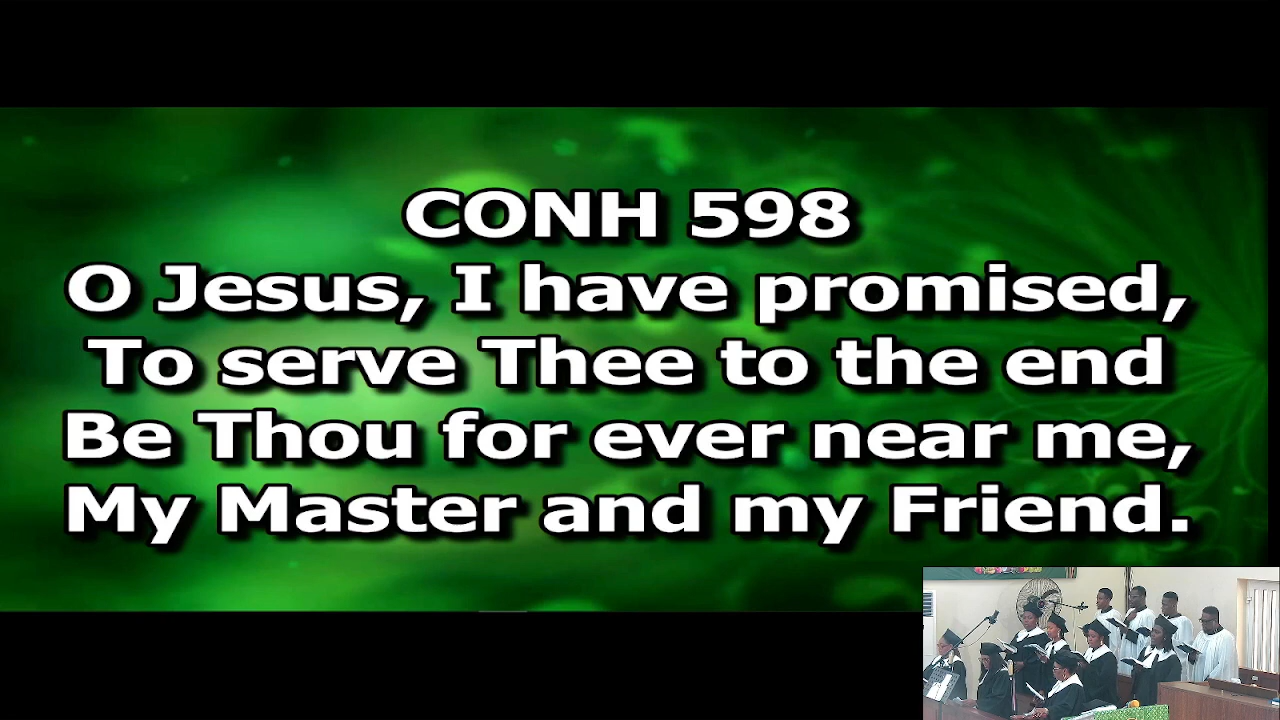 CONH 598
O Jesus, I have promised,
To serve Thee to the end
Be Thou for ever near me,
My Master and my Friend.